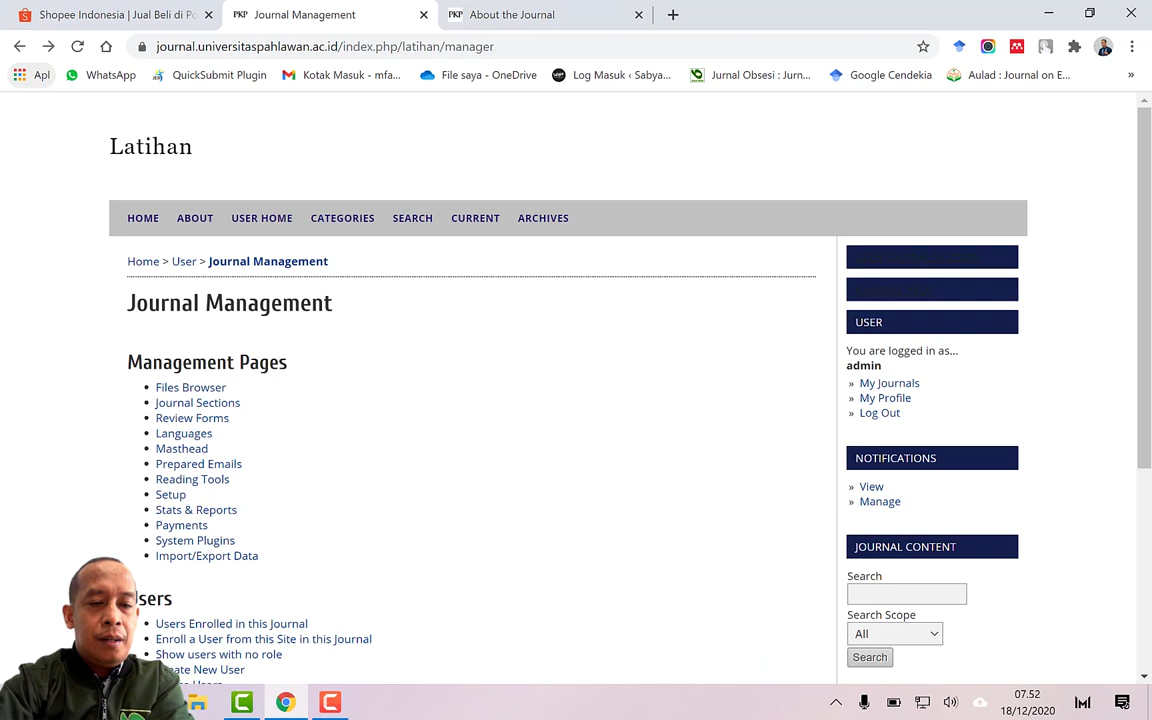 Shopee Indonesia | Jual Beli di Po
PKP Journal Management
PKP About the Journal
journal.universitaspahlawan.ac.id/index.php/latihan/manager
Apl
WhatsApp
QuickSubmit Plugin
Kotak Masuk - mfa...
File saya - OneDrive
Log Masuk ‹ Sabya...
Jurnal Obsesi : Jurn...
Google Cendekia
Aulad : Journal on E...
»
Latihan
HOME ABOUT USER HOME CATEGORIES SEARCH CURRENT ARCHIVES
Home > User > Journal Management
Journal Management
Management Pages
Files Browser
Journal Sections
Review Forms
Languages
Masthead
Prepared Emails
Reading Tools
Setup
Stats & Reports
Payments
System Plugins
Import/Export Data
Users Enrolled in this Journal
Enroll a User from this Site in this Journal
Show users with no role
New User
USER
You are logged in as...
admin
» My Journals
» My Profile
» Log Out
NOTIFICATIONS
» View
» Manage
JOURNAL CONTENT
Search
Search Scope
All
Search
07.52
18/12/2020